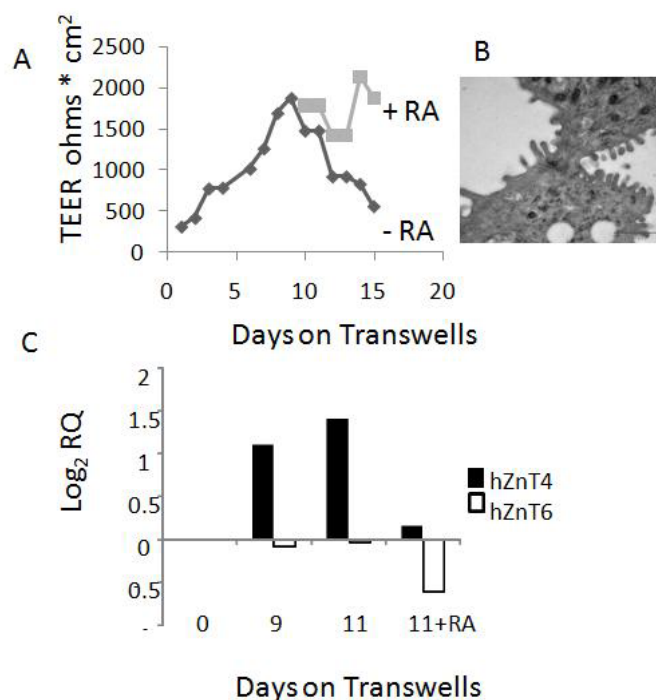 A
B
TEER ohms * cm²
2500
2000
1500
1000
500
0
0 5 10 15 20
+ RA
- RA
Days on Transwells
C
Log₂ RQ
2
1.5
1
0.5
0
0.5
-
0 9 11 11+RA
hZnT4
hZnT6
Days on Transwells